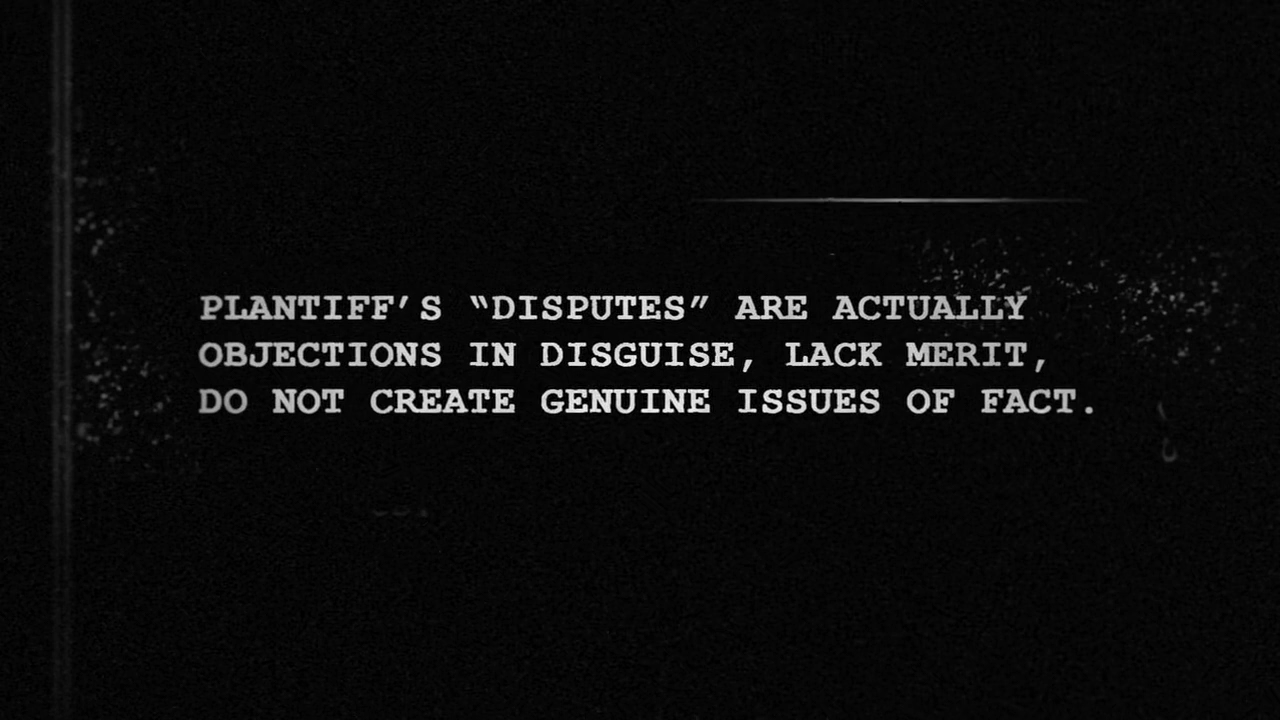 PLANTIFF’S “DISPUTES” ARE ACTUALLY
OBJECTIONS IN DISGUISE, LACK MERIT,
DO NOT CREATE GENUINE ISSUES OF FACT.